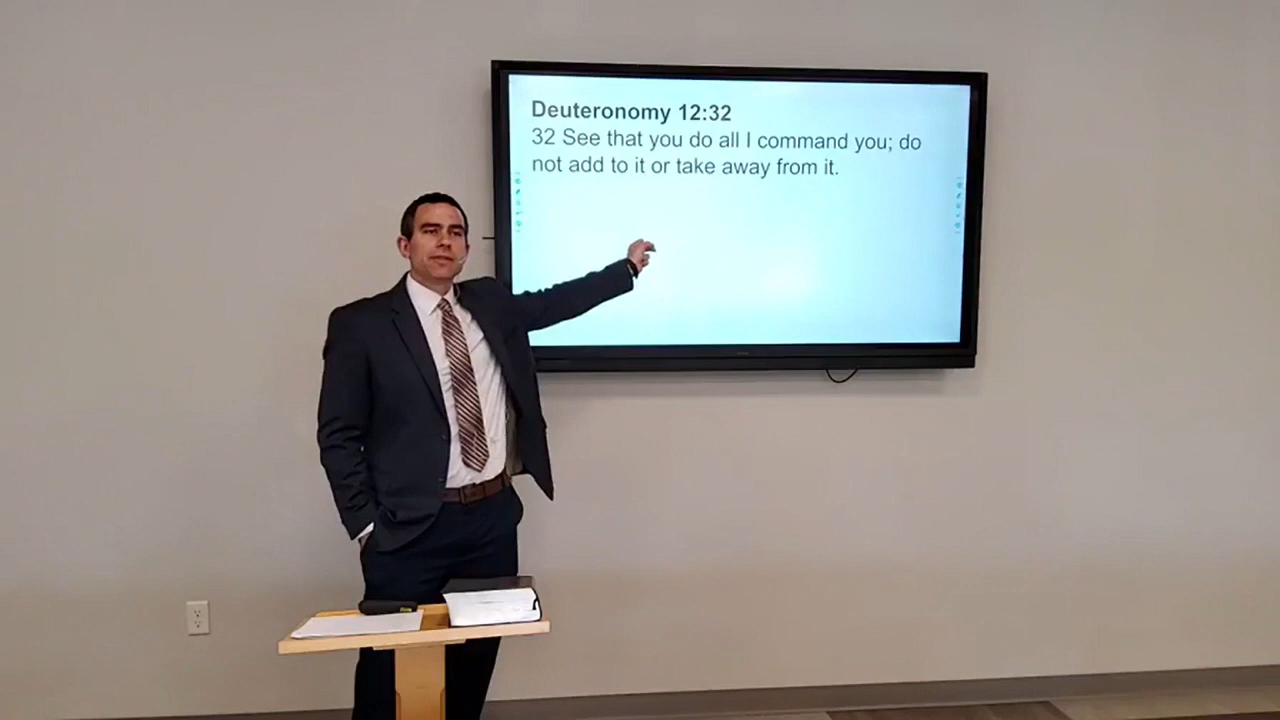 Deuteronomy 12:32
32 See that you do all I command you; do
not add to it or take away from it.